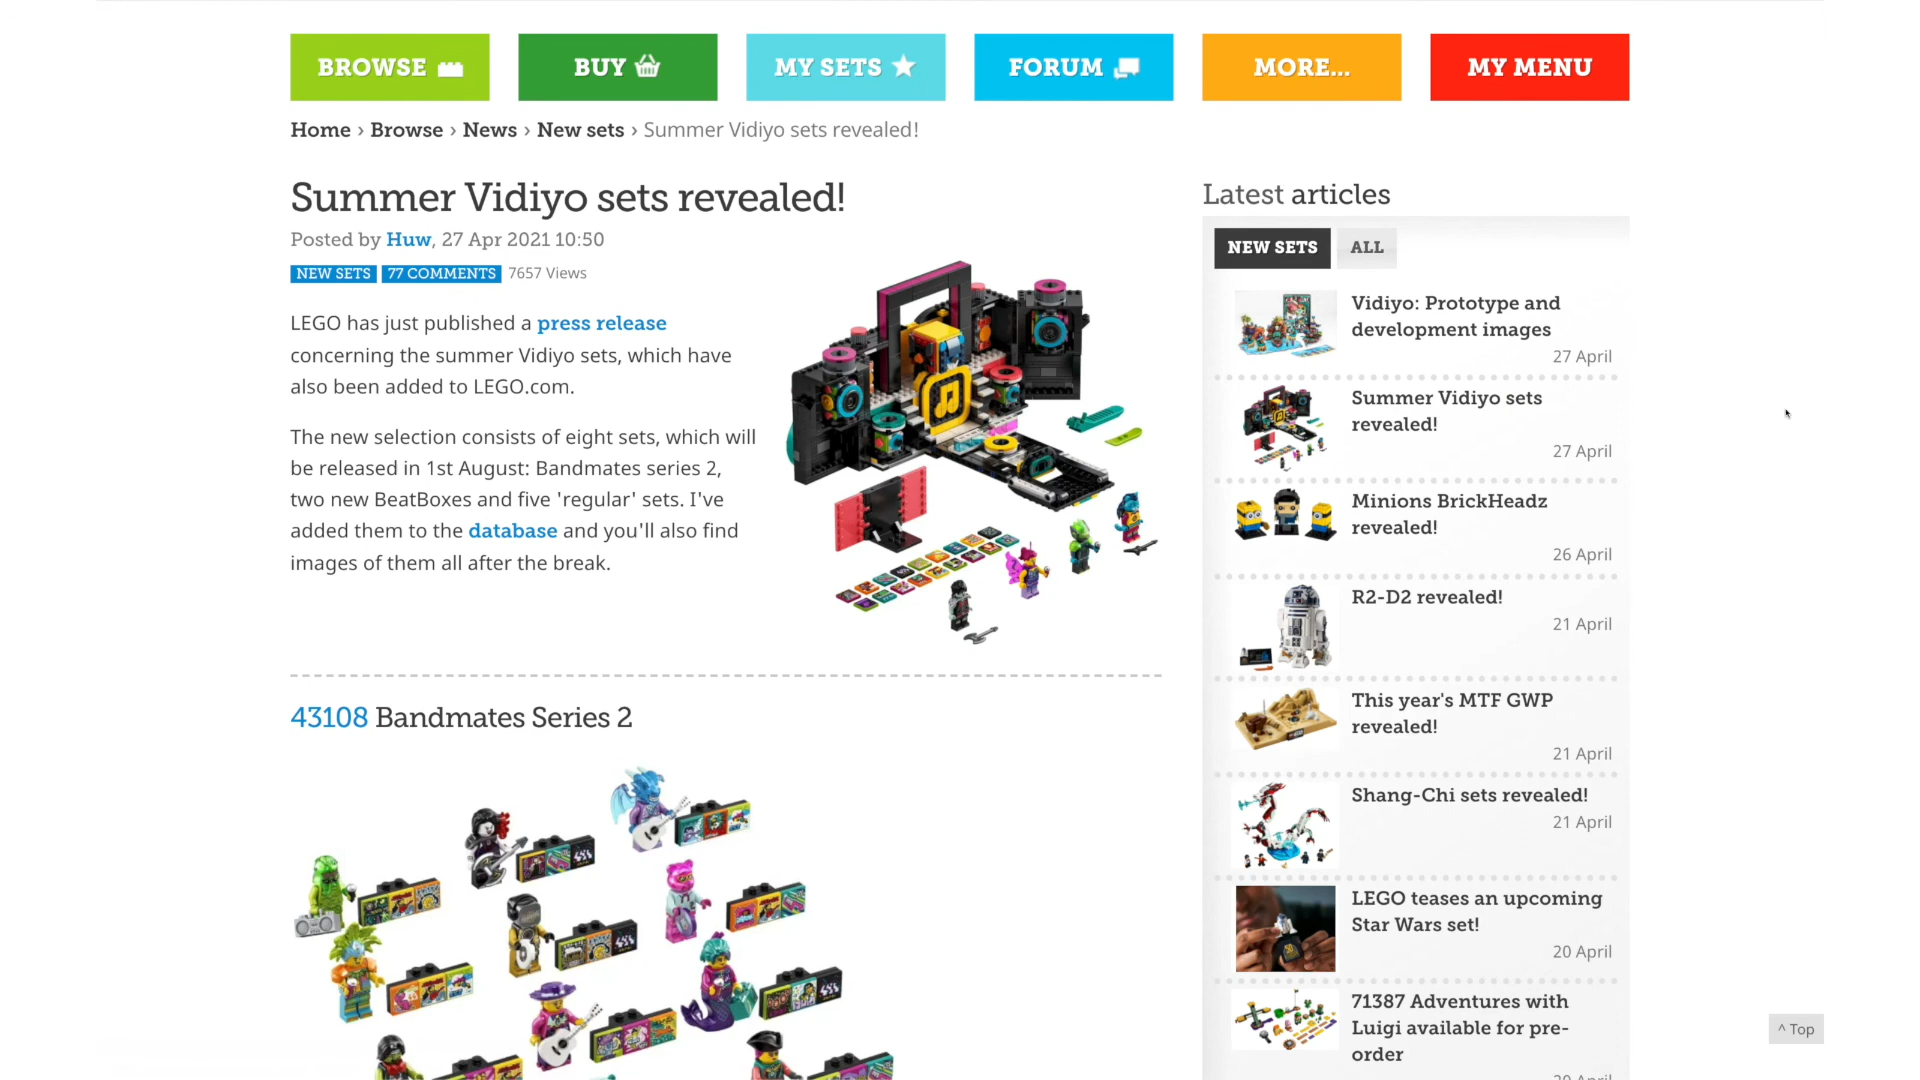 BROWSE
BUY
MY SETS
FORUM
MORE...
MY MENU
Home › Browse › News › New sets › Summer Vidiyo sets revealed!
Summer Vidiyo sets revealed!
Posted by Huw, 27 Apr 2021 10:50
NEW SETS 77 COMMENTS 7657 Views
LEGO has just published a press release
concerning the summer Vidiyo sets, which have
also been added to LEGO.com.
The new selection consists of eight sets, which will
be released in 1st August: Bandmates series 2,
two new BeatBoxes and five 'regular' sets. I've
added them to the database and you'll also find
images of them all after the break.
43108 Bandmates Series 2
Latest articles
NEW SETS
ALL
Vidiyo: Prototype and
development images
27 April
Summer Vidiyo sets
revealed!
27 April
Minions BrickHeadz
revealed!
26 April
R2-D2 revealed!
21 April
This year's MTF GWP
revealed!
21 April
Shang-Chi sets revealed!
21 April
LEGO teases an upcoming
Star Wars set!
20 April
71387 Adventures with
Luigi available for pre-
order
^ Top